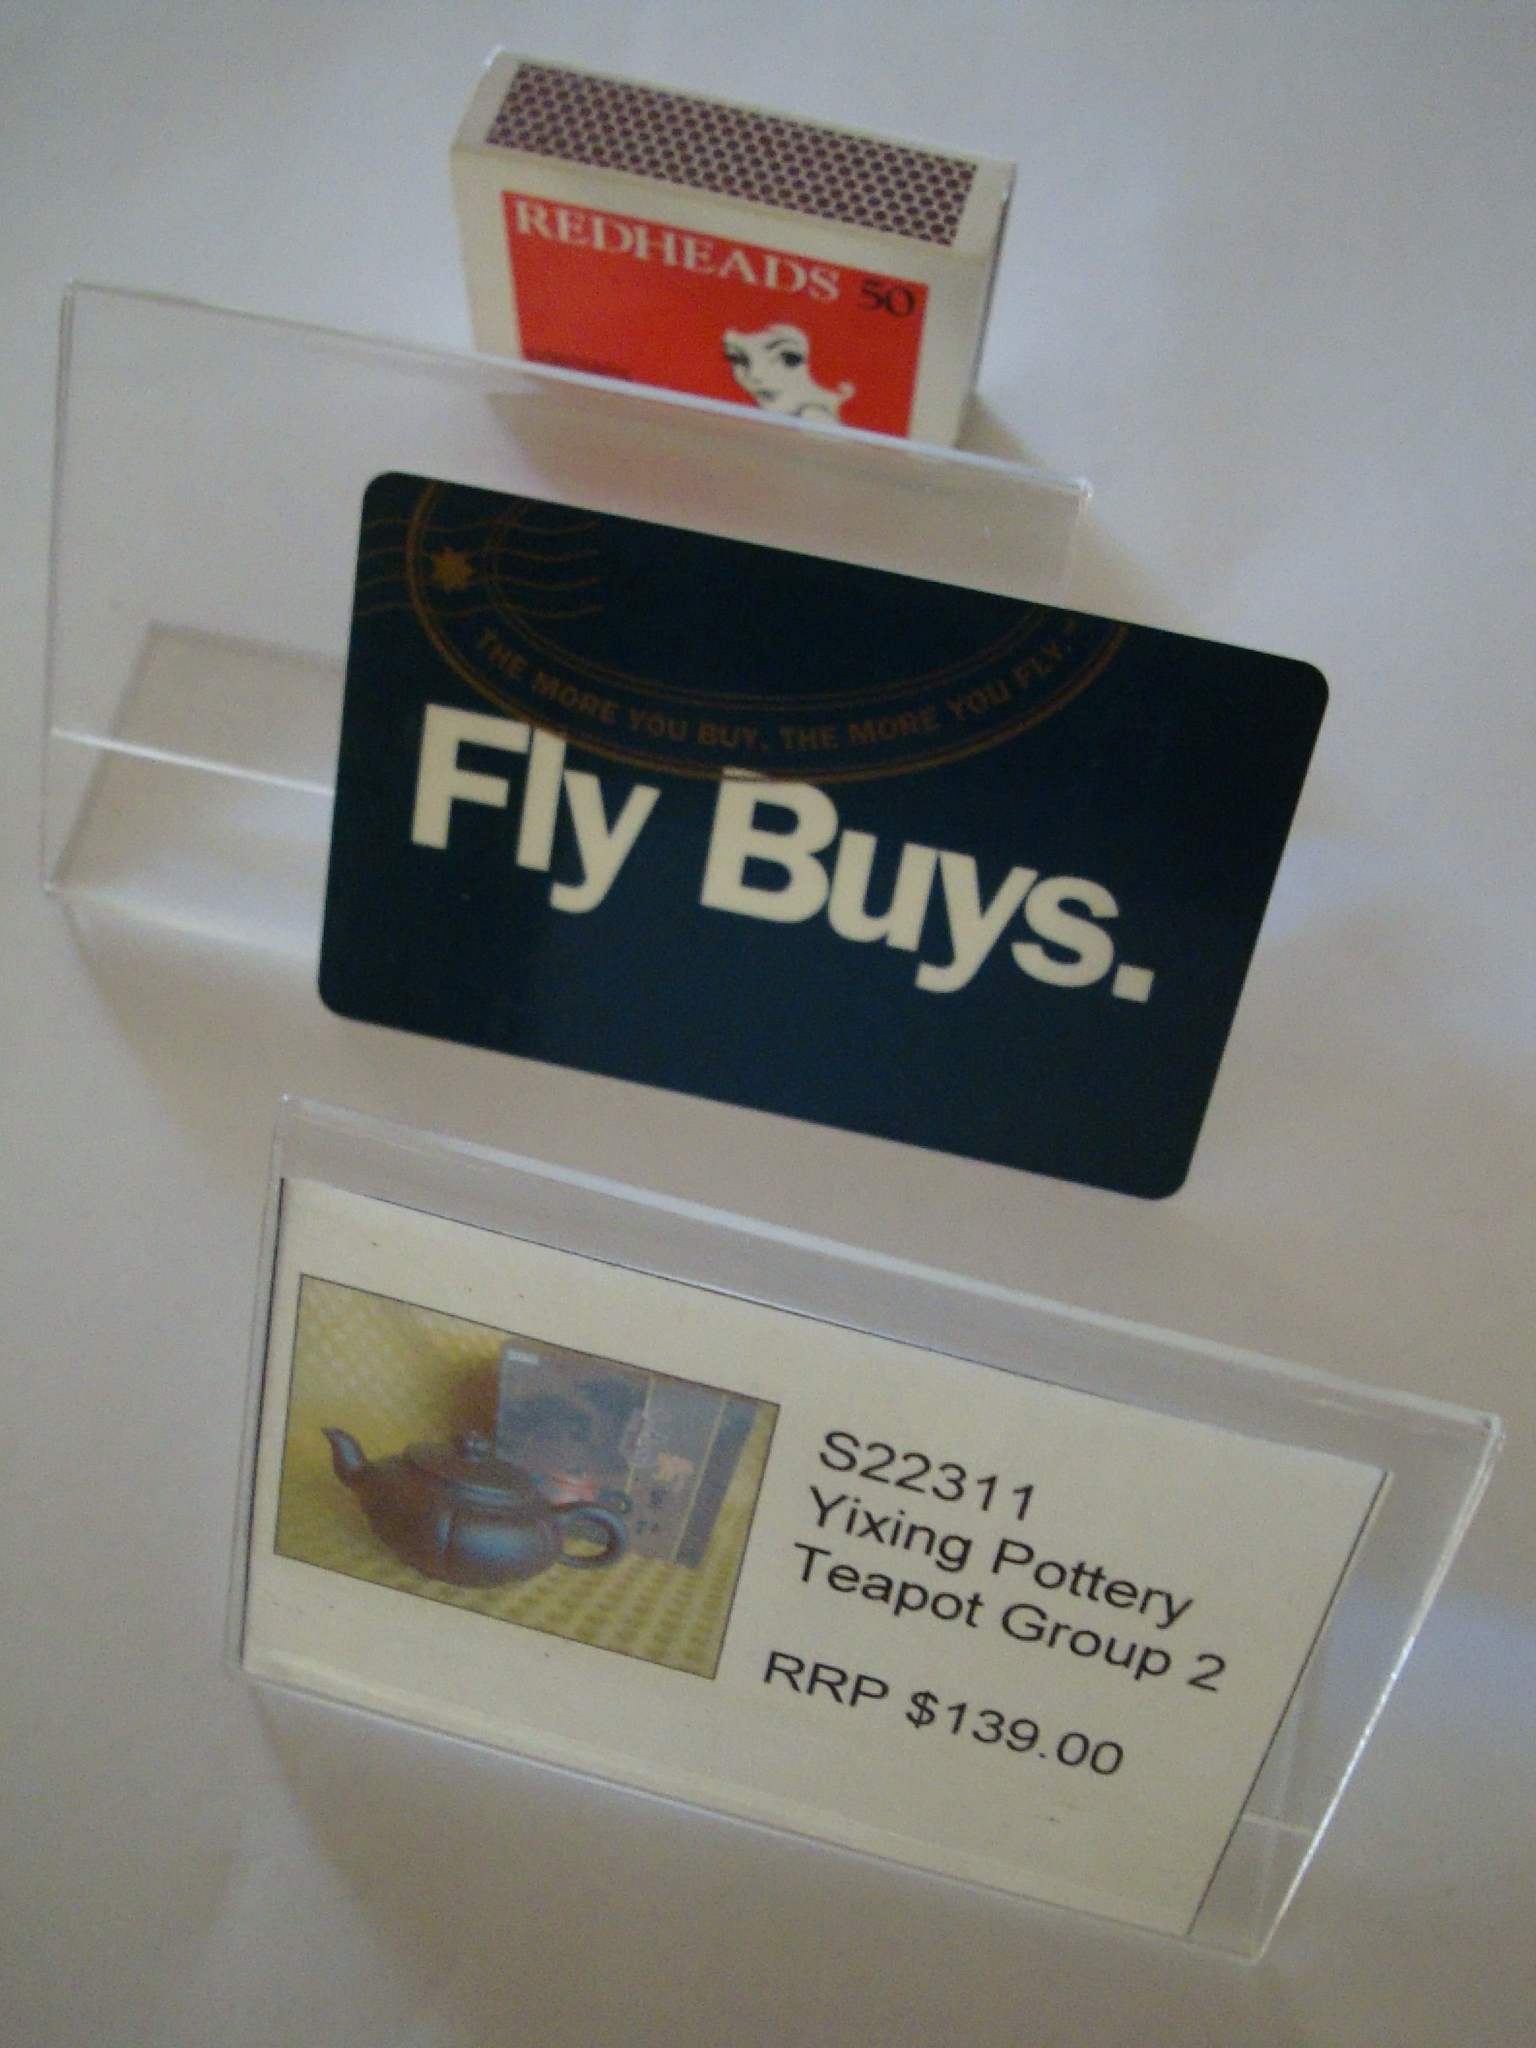 REDHEADS 50
THE MORE YOU BUY. THE MORE YOU FLY.™
Fly Buys.
S22311
Yixing Pottery
Teapot Group 2
RRP $139.00